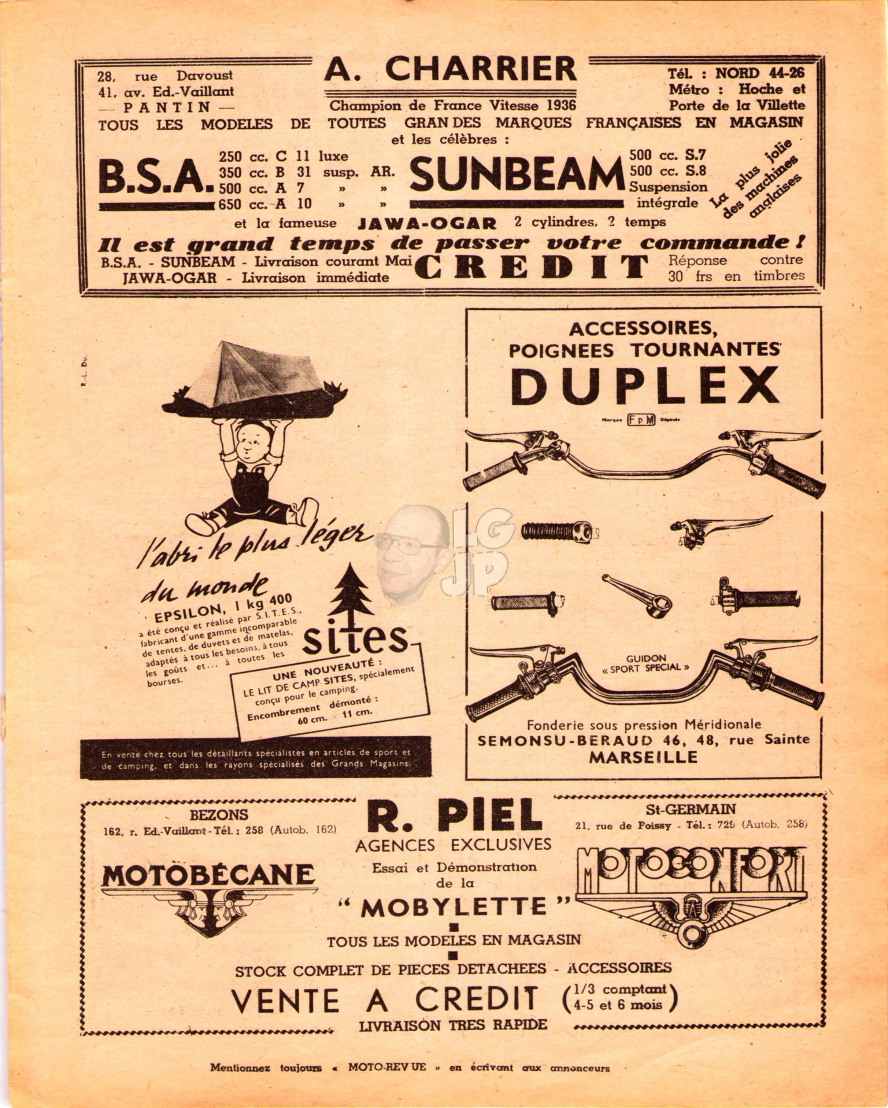 A. CHARRIER
28, rue Davoust
41, av. Ed.-Vaillant
— PANTIN —
Champion de France Vitesse 1936
Tél. : NORD 44-26
Métro : Hoche et
Porte de la Villette
TOUS LES MODELES DE TOUTES GRANDES MARQUES FRANÇAISES EN MAGASIN
et les célèbres :
B.S.A.
250 cc. C 11 luxe
350 cc. B 31 susp. AR.
500 cc. A 7 » »
650 cc. A 10 » »
SUNBEAM
500 cc. S.7
500 cc. S.8
Suspension
intégrale
La plus jolie
des machines
anglaises
et la fameuse JAWA-OGAR 2 cylindres, 2 temps
Il est grand temps de passer votre commande !
B.S.A. - SUNBEAM - Livraison courant Mai
JAWA-OGAR - Livraison immédiate
CREDIT
Réponse contre
30 frs en timbres
R.-L. Du
l'abri le plus léger
du monde
EPSILON, 1 kg 400
a été conçu et réalisé par S.I.T.E.S.,
fabricant d'une gamme incomparable
de tentes, de duvets et de matelas,
adaptés à tous les besoins, à tous
les goûts et... à toutes les
bourses.
sites
UNE NOUVEAUTÉ :
LE LIT DE CAMP SITES, spécialement
conçu pour le camping.
Encombrement démonté :
60 cm. × 11 cm.
En vente chez tous les détaillants spécialistes en articles de sport et
de camping, et dans les rayons spécialisés des Grands Magasins.
LG
JP
ACCESSOIRES,
POIGNEES TOURNANTES
DUPLEX
Marque FDM Déposée
GUIDON
« SPORT SPECIAL »
Fonderie sous pression Méridionale
SEMONSU-BERAUD 46, 48, rue Sainte
MARSEILLE
BEZONS
162, r. Ed.-Vaillant - Tél. : 258 (Autob. 162)
MOTOBÉCANE
R. PIEL
AGENCES EXCLUSIVES
Essai et Démonstration
de la
" MOBYLETTE "
TOUS LES MODELES EN MAGASIN
St-GERMAIN
21, rue de Poissy - Tél. : 725 (Autob. 258)
MOTOCONFORT
STOCK COMPLET DE PIECES DETACHEES - ACCESSOIRES
VENTE A CREDIT (1/3 comptant
4-5 et 6 mois)
LIVRAISON TRES RAPIDE
Mentionnez toujours « MOTO-REVUE » en écrivant aux annonceurs